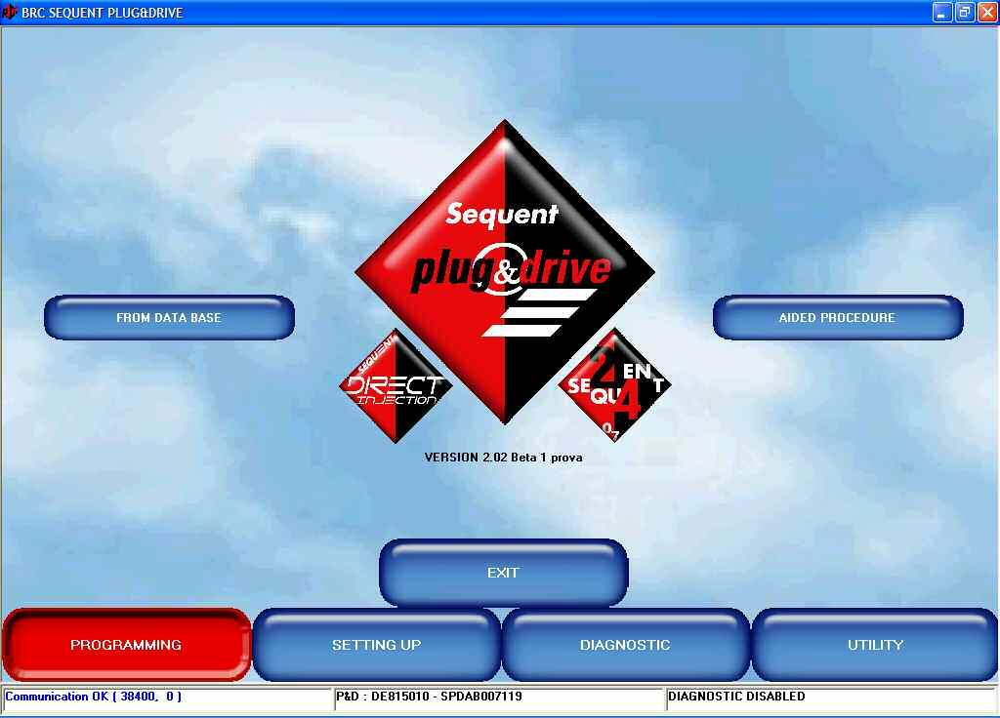 BRC SEQUENT PLUG&DRIVE
Sequent
plug&drive
FROM DATA BASE
AIDED PROCEDURE
SEQUENT
DIRECT
INJECTION
SEQUENT
24
07
VERSION 2.02 Beta 1 prova
EXIT
PROGRAMMING
SETTING UP
DIAGNOSTIC
UTILITY
Communication OK ( 38400, 0 )
P&D : DE815010 - SPDAB007119
DIAGNOSTIC DISABLED